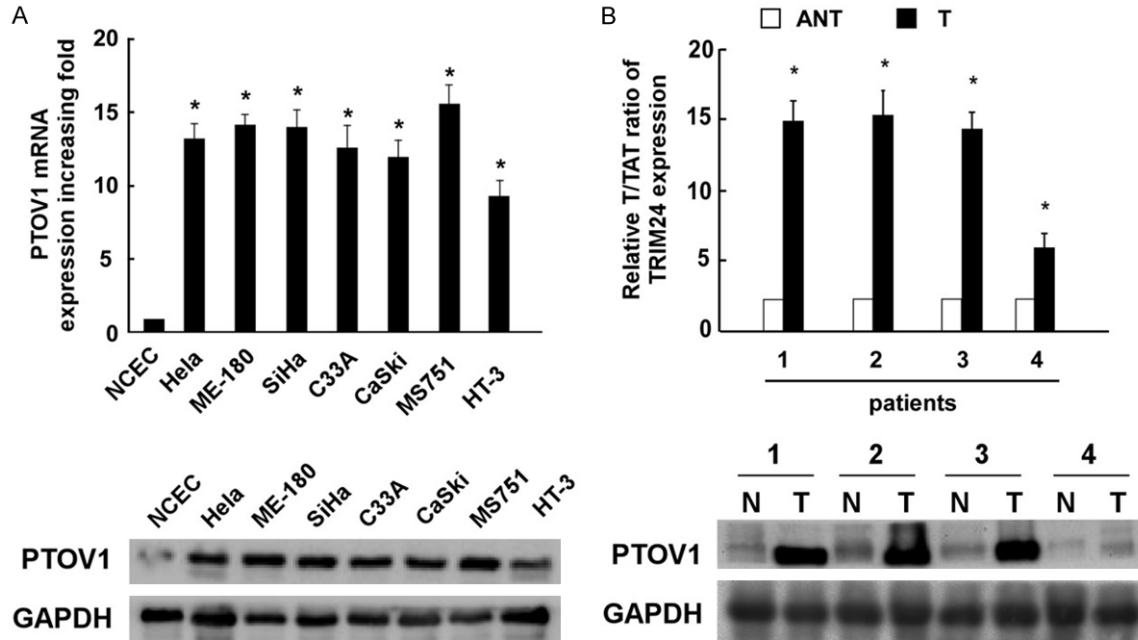 A
PTOV1 mRNA
expression increasing fold
20
15
10
5
0
*
*
*
*
*
*
*
NCEC
Hela
ME-180
SiHa
C33A
CaSki
MS751
HT-3
NCEC
Hela
ME-180
SiHa
C33A
CaSki
MS751
HT-3
PTOV1
GAPDH
B
ANT T
Relative T/TAT ratio of
TRIM24 expression
20
15
10
5
0
*
*
*
*
1 2 3 4
patients
1 2 3 4
N T N T N T N T
PTOV1
GAPDH